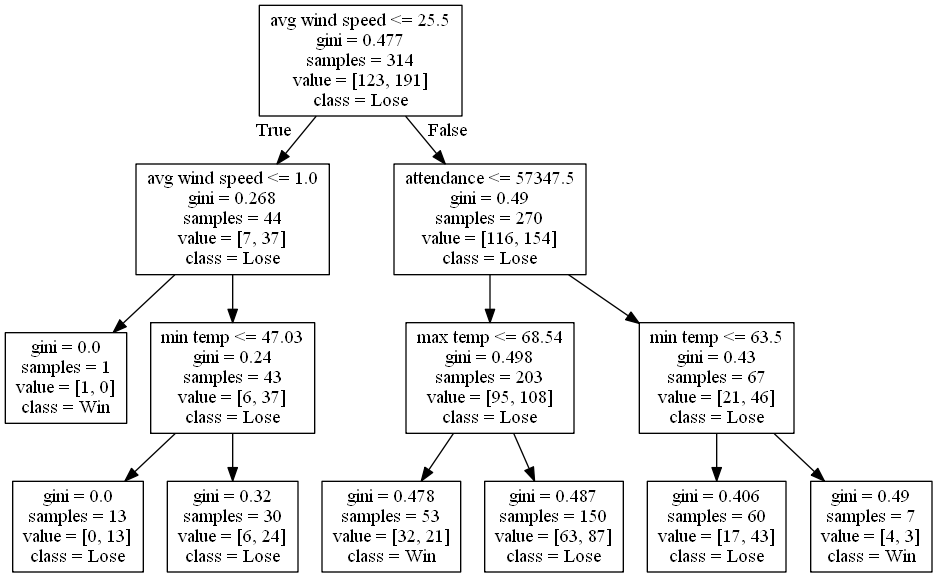 avg wind speed <= 25.5
gini = 0.477
samples = 314
value = [123, 191]
class = Lose
True
False
avg wind speed <= 1.0
gini = 0.268
samples = 44
value = [7, 37]
class = Lose
attendance <= 57347.5
gini = 0.49
samples = 270
value = [116, 154]
class = Lose
gini = 0.0
samples = 1
value = [1, 0]
class = Win
min temp <= 47.03
gini = 0.24
samples = 43
value = [6, 37]
class = Lose
max temp <= 68.54
gini = 0.498
samples = 203
value = [95, 108]
class = Lose
min temp <= 63.5
gini = 0.43
samples = 67
value = [21, 46]
class = Lose
gini = 0.0
samples = 13
value = [0, 13]
class = Lose
gini = 0.32
samples = 30
value = [6, 24]
class = Lose
gini = 0.478
samples = 53
value = [32, 21]
class = Win
gini = 0.487
samples = 150
value = [63, 87]
class = Lose
gini = 0.406
samples = 60
value = [17, 43]
class = Lose
gini = 0.49
samples = 7
value = [4, 3]
class = Win